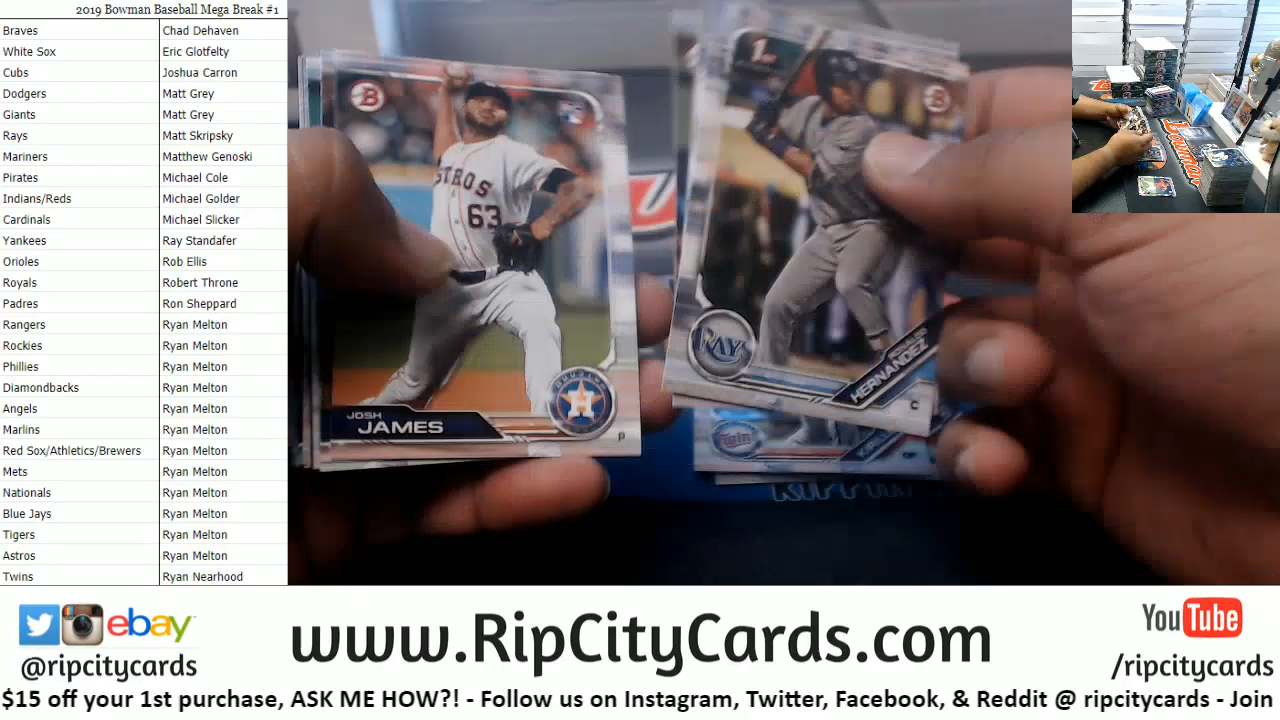 2019 Bowman Baseball Mega Break #1
Braves Chad Dehaven
White Sox Eric Glotfelty
Cubs Joshua Carron
Dodgers Matt Grey
Giants Matt Grey
Rays Matt Skripsky
Mariners Matthew Genoski
Pirates Michael Cole
Indians/Reds Michael Golder
Cardinals Michael Slicker
Yankees Ray Standafer
Orioles Rob Ellis
Royals Robert Throne
Padres Ron Sheppard
Rangers Ryan Melton
Rockies Ryan Melton
Phillies Ryan Melton
Diamondbacks Ryan Melton
Angels Ryan Melton
Marlins Ryan Melton
Red Sox/Athletics/Brewers Ryan Melton
Mets Ryan Melton
Nationals Ryan Melton
Blue Jays Ryan Melton
Tigers Ryan Melton
Astros Ryan Melton
Twins Ryan Nearhood
B
STROS
63
JOSH
JAMES
P
1st
B
RAYS
HERNANDEZ
C
Twins
BOWMAN
ebay
@ripcitycards
www.RipCityCards.com
YouTube
/ripcitycards
$15 off your 1st purchase, ASK ME HOW?! - Follow us on Instagram, Twitter, Facebook, & Reddit @ ripcitycards - Join